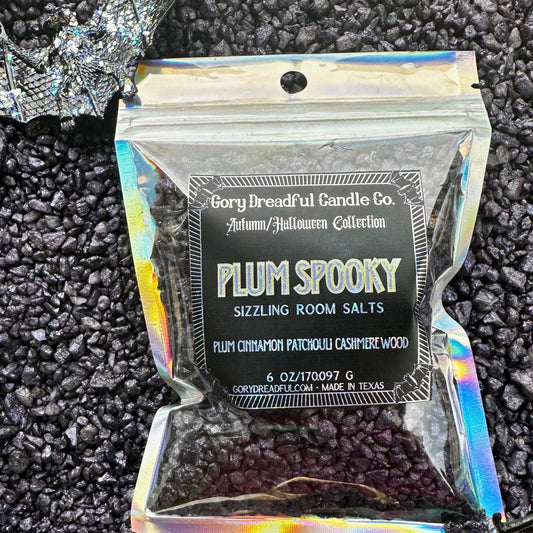 Gory Dreadful Candle Co.
Autumn/Halloween Collection
PLUM SPOOKY
SIZZLING ROOM SALTS
PLUM CINNAMON PATCHOULI CASHMERE WOOD
6 OZ/170.097 G
GORYDREADFUL.COM • MADE IN TEXAS